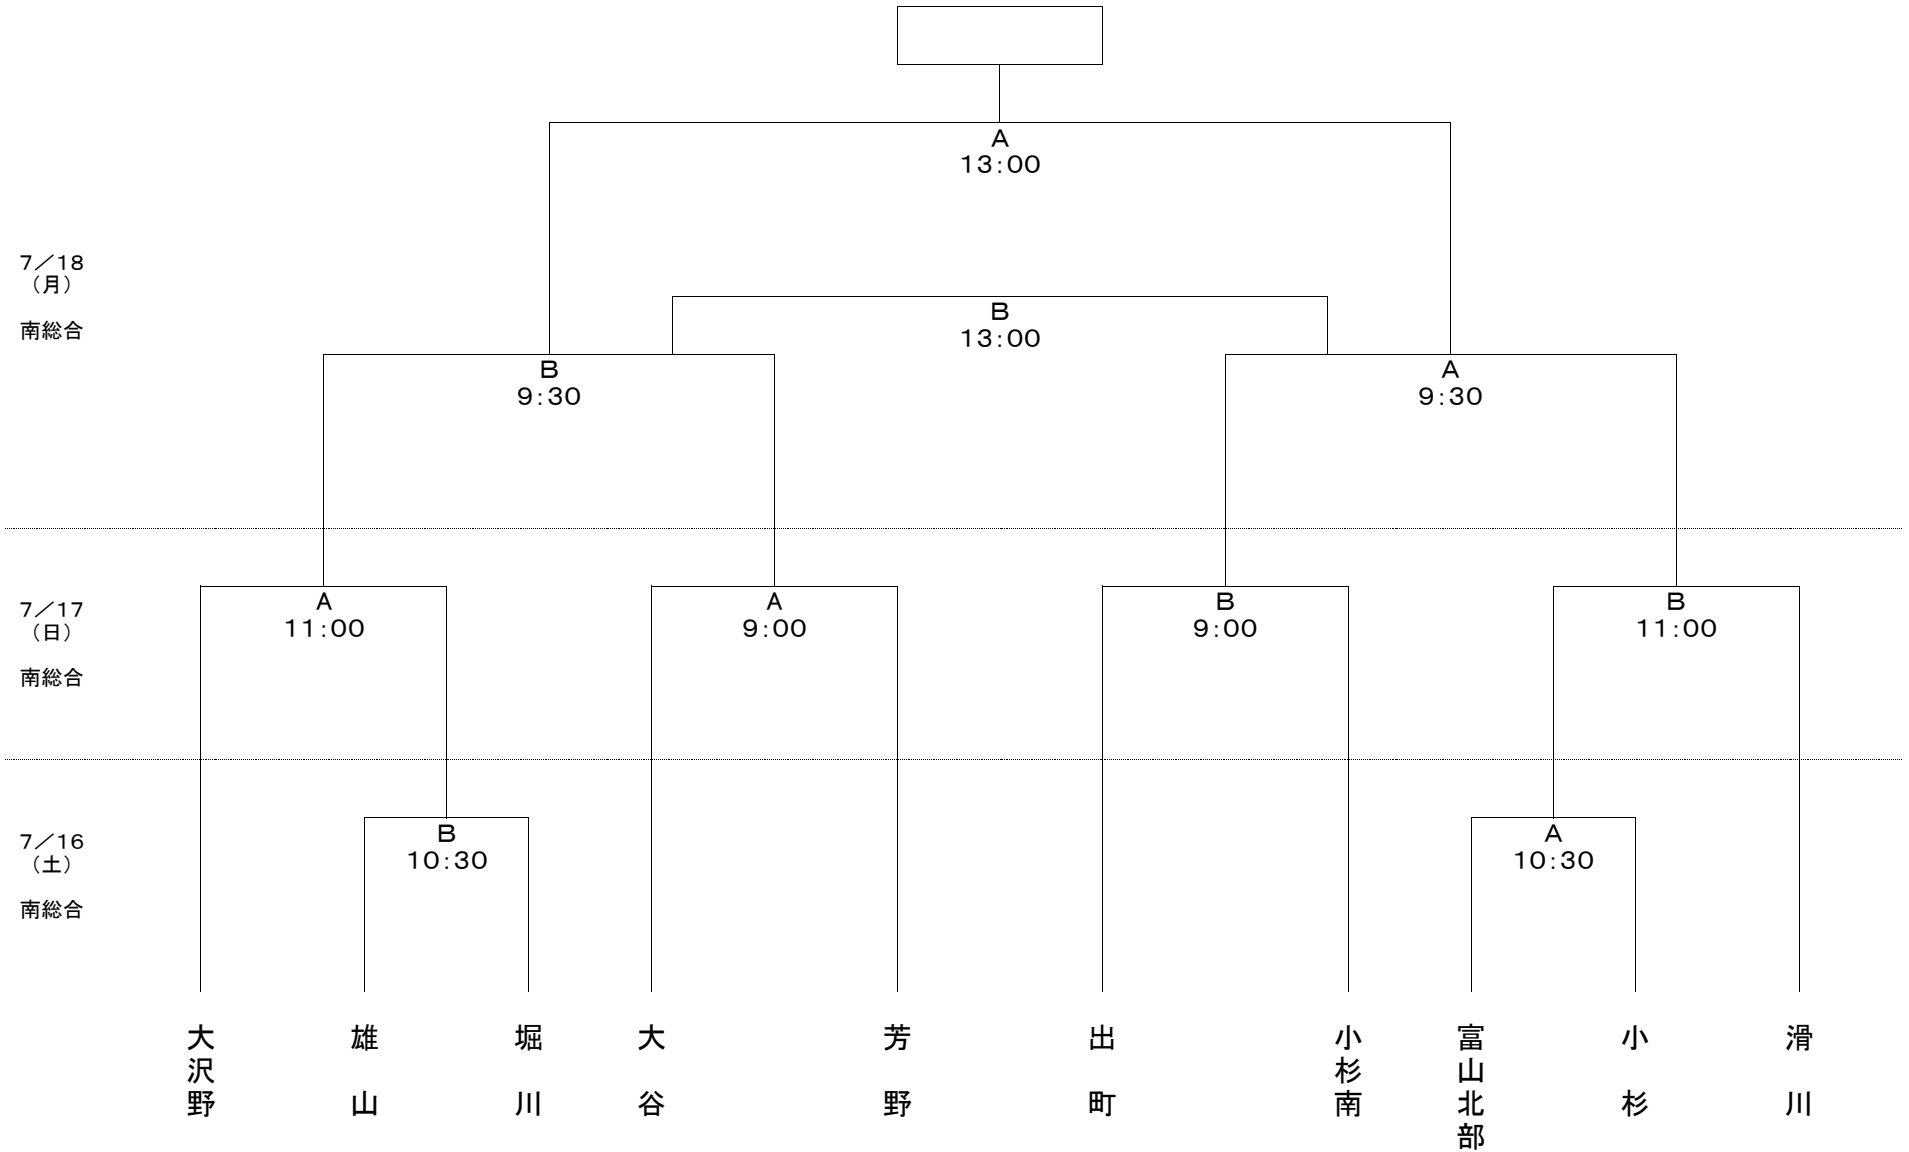 A
13:00
7／18
（月）
南総合
B
13:00
B
9:30
A
9:30
7／17
（日）
南総合
A
11:00
A
9:00
B
9:00
B
11:00
7／16
（土）
南総合
B
10:30
A
10:30
大沢野
雄山
堀川
大谷
芳野
出町
小杉南
富山北部
小杉
滑川